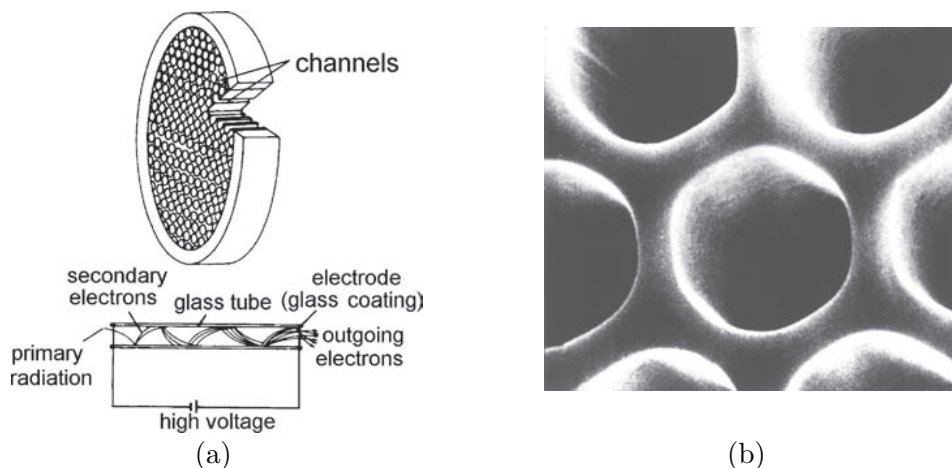 channels
secondary
electrons
glass tube
electrode
(glass coating)
primary
radiation
outgoing
electrons
high voltage
(a)
(b)